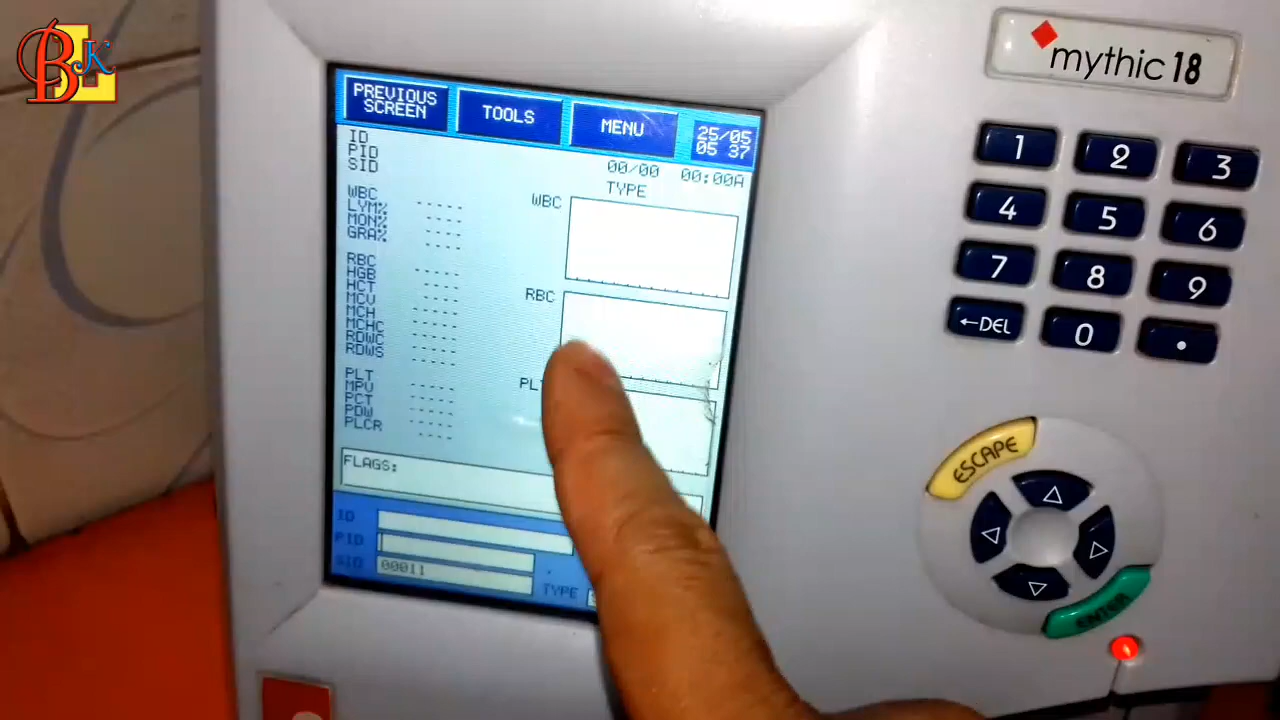 BK
mythic 18
PREVIOUS SCREEN
TOOLS
MENU
25/05
05 37
ID
PID
SID
00/00 00:00A
TYPE
WBC -----
LYM% ----
MON% ----
GRA% ----
RBC -----
HGB ----
HCT ----
MCV -----
MCH ----
MCHC ----
RDWC ----
RDWS ----
PLT -----
MPV ----
PCT -----
PDW ----
PLCR ----
WBC
RBC
FLAGS:
ID
PID
SID 00011
TYPE
1 2 3
4 5 6
7 8 9
←DEL 0 .
ESCAPE
ENTER